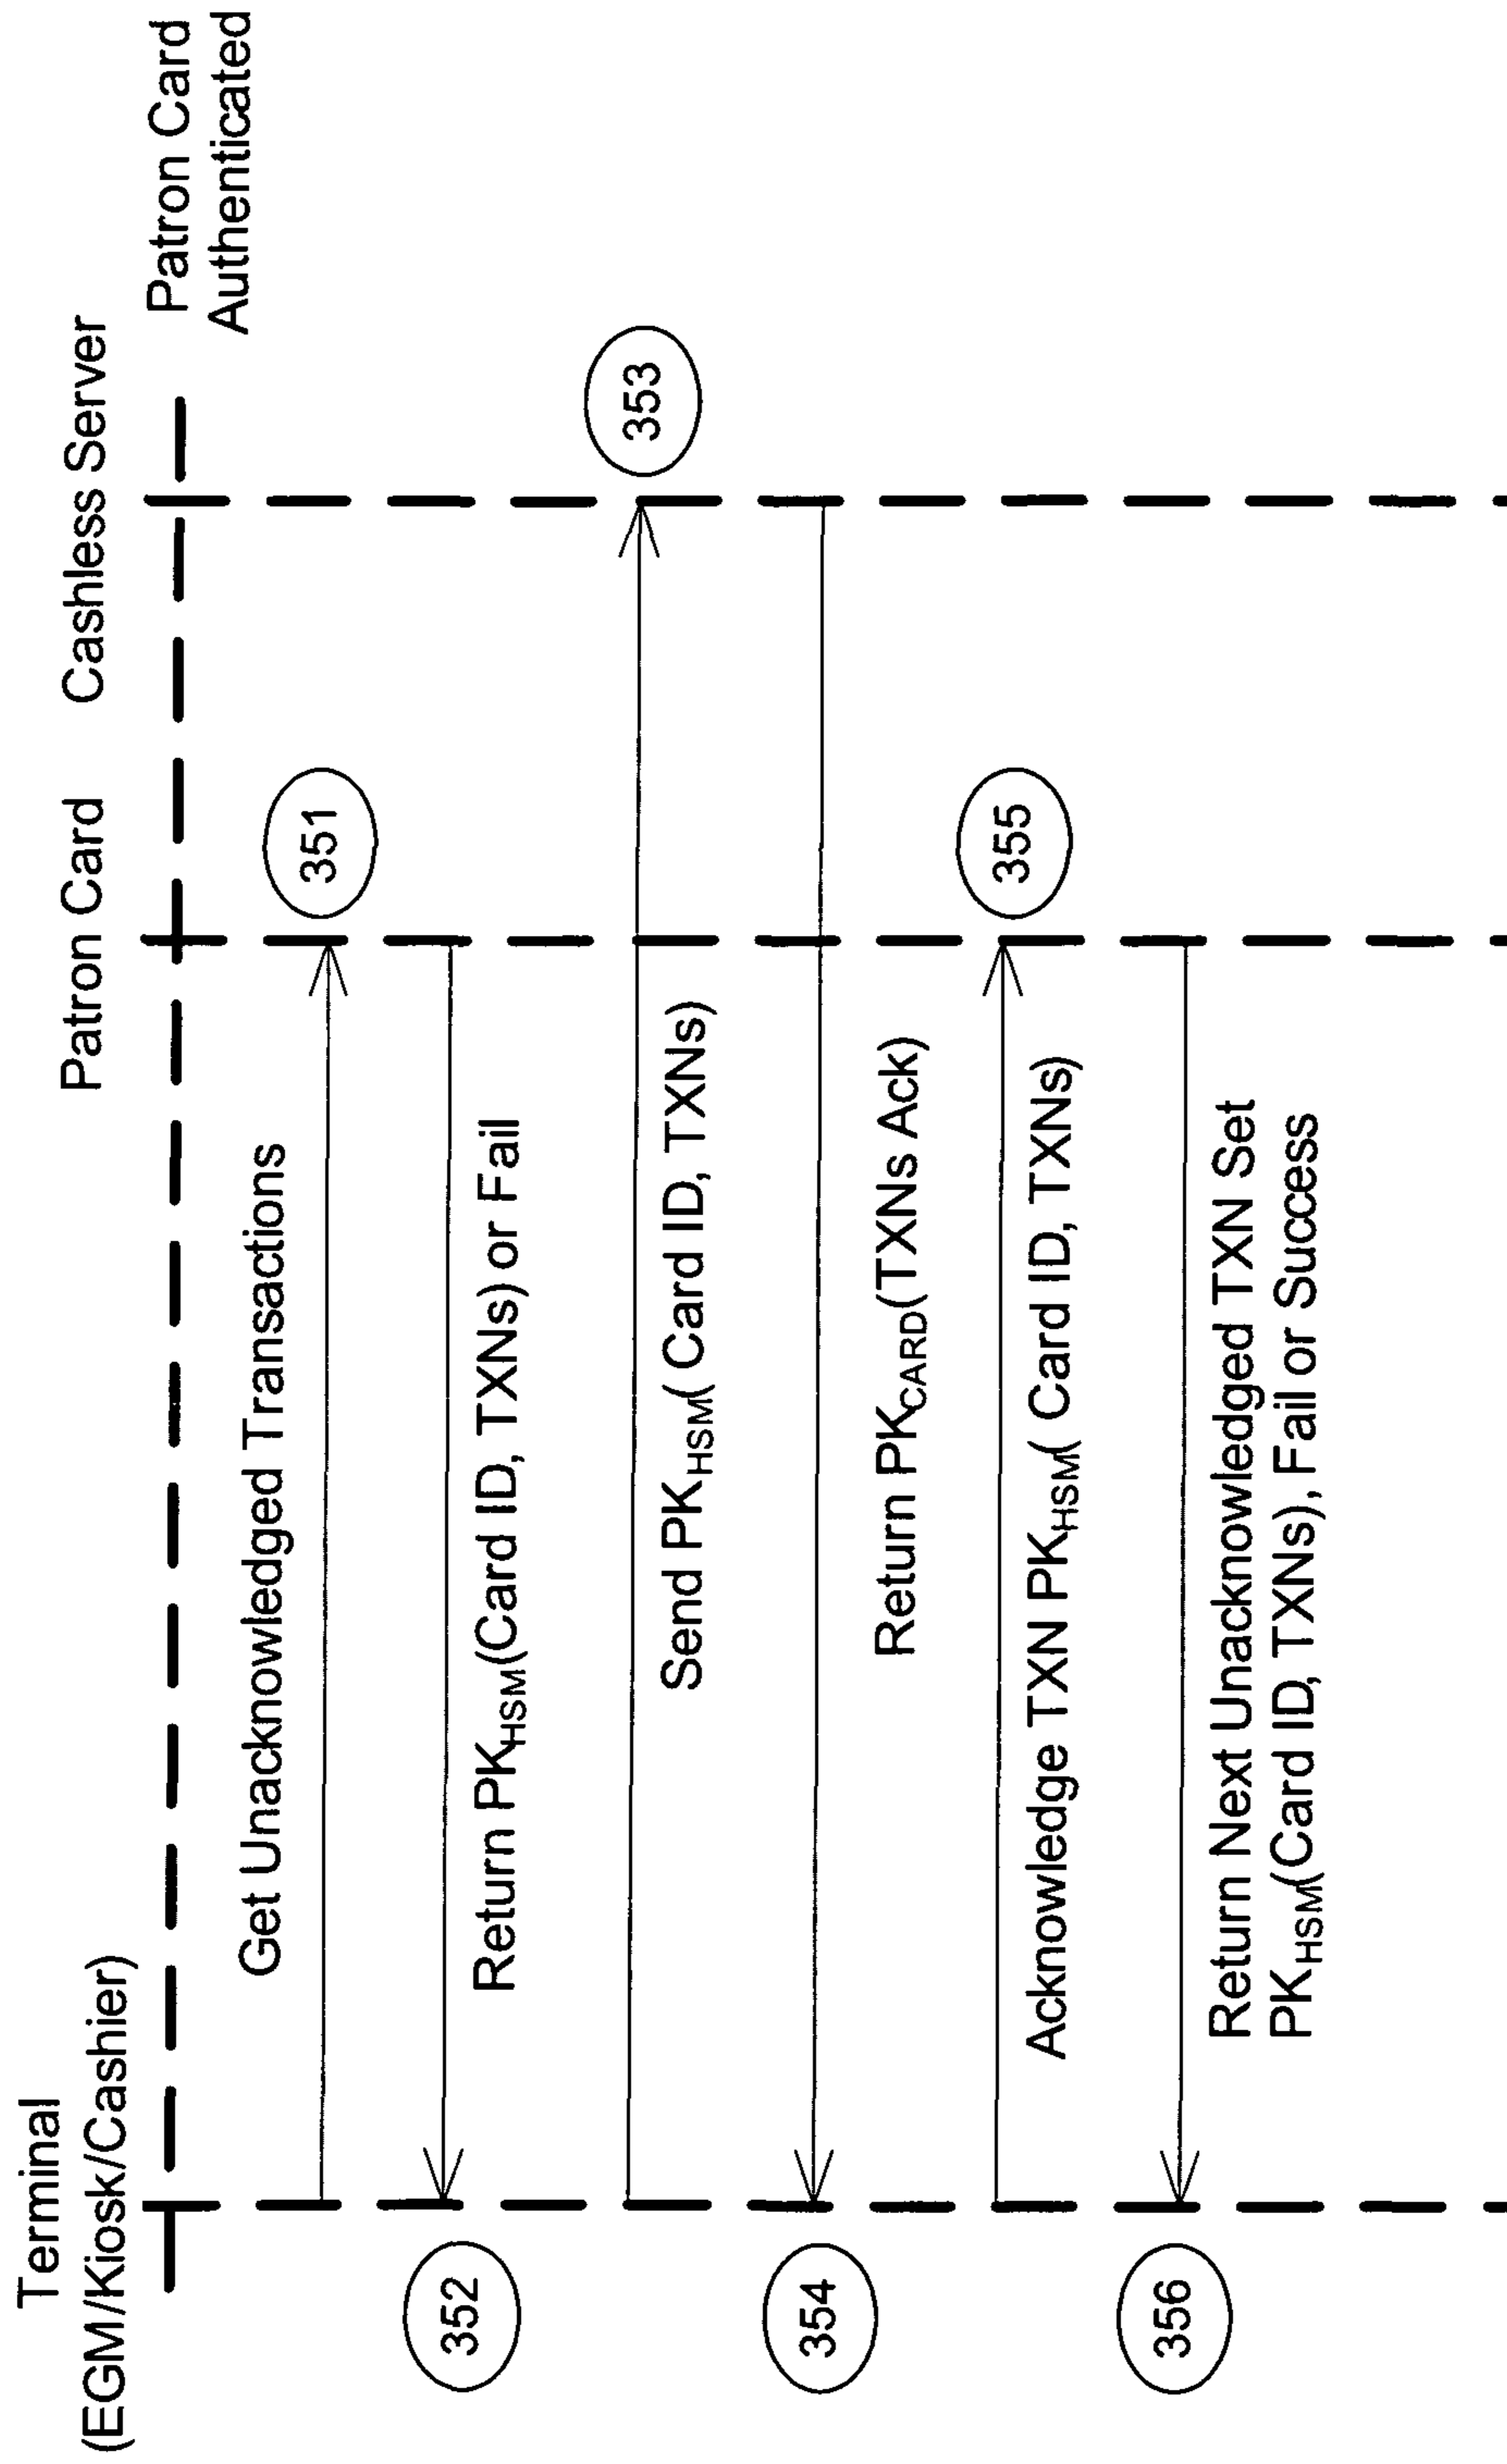 Terminal
(EGM/Kiosk/Cashier)
Patron Card
Cashless Server
Patron Card
Authenticated
Get Unacknowledged Transactions
351
Return PKHSM(Card ID, TXNs) or Fail
352
Send PKHSM( Card ID, TXNs)
353
Return PKCARD(TXNs Ack)
354
Acknowledge TXN PKHSM( Card ID, TXNs)
355
Return Next Unacknowledged TXN Set
PKHSM(Card ID, TXNs), Fail or Success
356